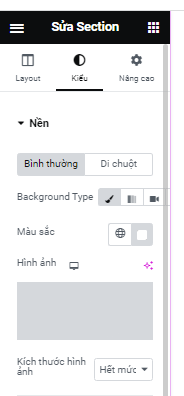 Sửa Section
Layout Kiểu Nâng cao
Nền
Bình thường Di chuột
Background Type
Màu sắc
Hình ảnh
Kích thước hình Hết mức
ảnh